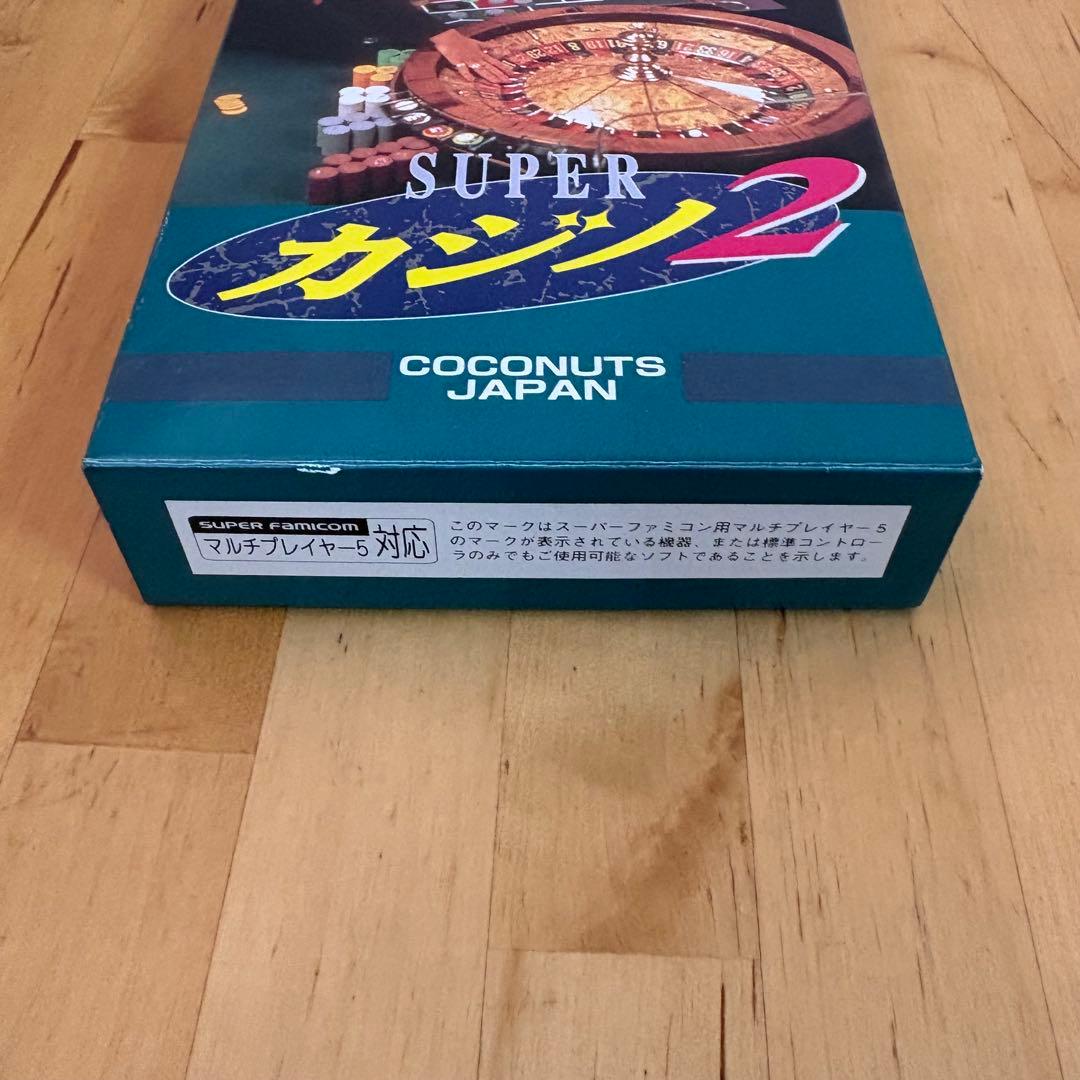 SUPER
カジノ2
COCONUTS
JAPAN
SUPER FAMICOM
マルチプレイヤー5 対応
このマークはスーパーファミコン用マルチプレイヤー5
のマークが表示されている機器、または標準コントロー
ラのみでもご使用可能なソフトであることを示します。